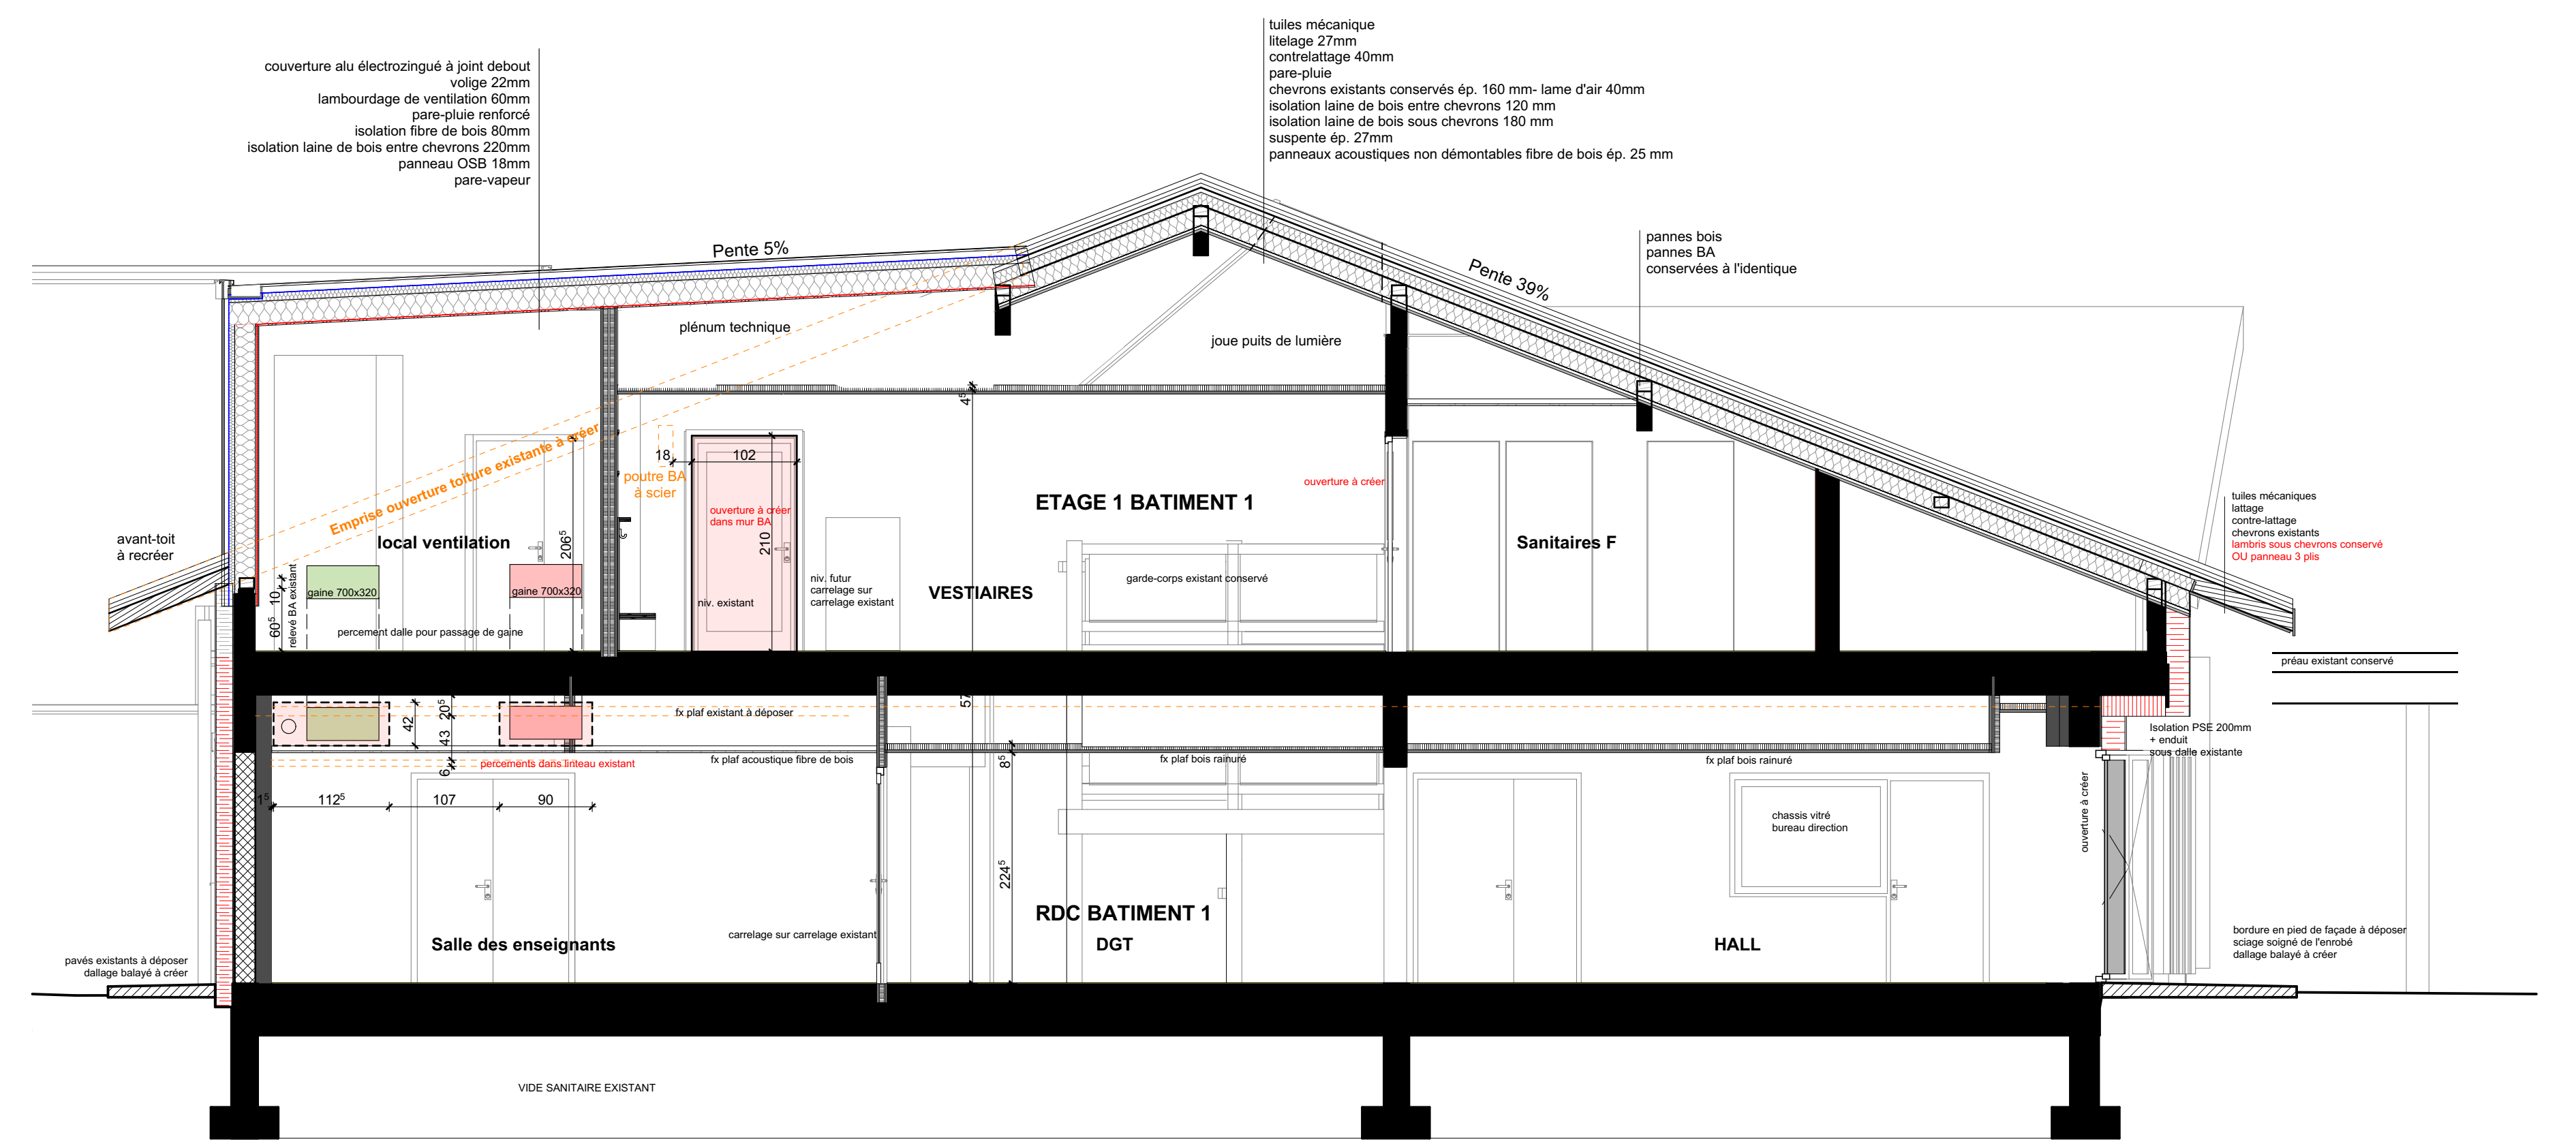 couverture alu électrozingué à joint debout
volige 22mm
lambourdage de ventilation 60mm
pare-pluie renforcé
isolation fibre de bois 80mm
isolation laine de bois entre chevrons 220mm
panneau OSB 18mm
pare-vapeur
tuiles mécanique
litelage 27mm
contrelattage 40mm
pare-pluie
chevrons existants conservés ép. 160 mm- lame d'air 40mm
isolation laine de bois entre chevrons 120 mm
isolation laine de bois sous chevrons 180 mm
suspente ép. 27mm
panneaux acoustiques non démontables fibre de bois ép. 25 mm
pannes bois
pannes BA
conservées à l'identique
Pente 5%
Pente 39%
plénum technique
joue puits de lumière
4⁵
Emprise ouverture toiture existante à créer
18
102
poutre BA
à scier
ouverture à créer
dans mur BA
210
206⁵
ETAGE 1 BATIMENT 1
ouverture à créer
tuiles mécaniques
lattage
contre-lattage
chevrons existants
lambris sous chevrons conservé
OU panneau 3 plis
avant-toit
à recréer
local ventilation
Sanitaires F
gaine 700x320
gaine 700x320
10
60⁵
relevé BA existant
niv. futur
carrelage sur
carrelage existant
niv. existant
VESTIAIRES
garde-corps existant conservé
percement dalle pour passage de gaine
préau existant conservé
42
20⁵
43
6
57
fx plaf existant à déposer
percements dans linteau existant
fx plaf acoustique fibre de bois
8⁵
fx plaf bois rainuré
fx plaf bois rainuré
Isolation PSE 200mm
+ enduit
sous dalle existante
1⁵
112⁵
107
90
chassis vitré
bureau direction
ouverture à créer
224⁵
RDC BATIMENT 1
DGT
Salle des enseignants
carrelage sur carrelage existant
HALL
pavés existants à déposer
dallage balayé à créer
bordure en pied de façade à déposer
sciage soigné de l'enrobé
dallage balayé à créer
VIDE SANITAIRE EXISTANT